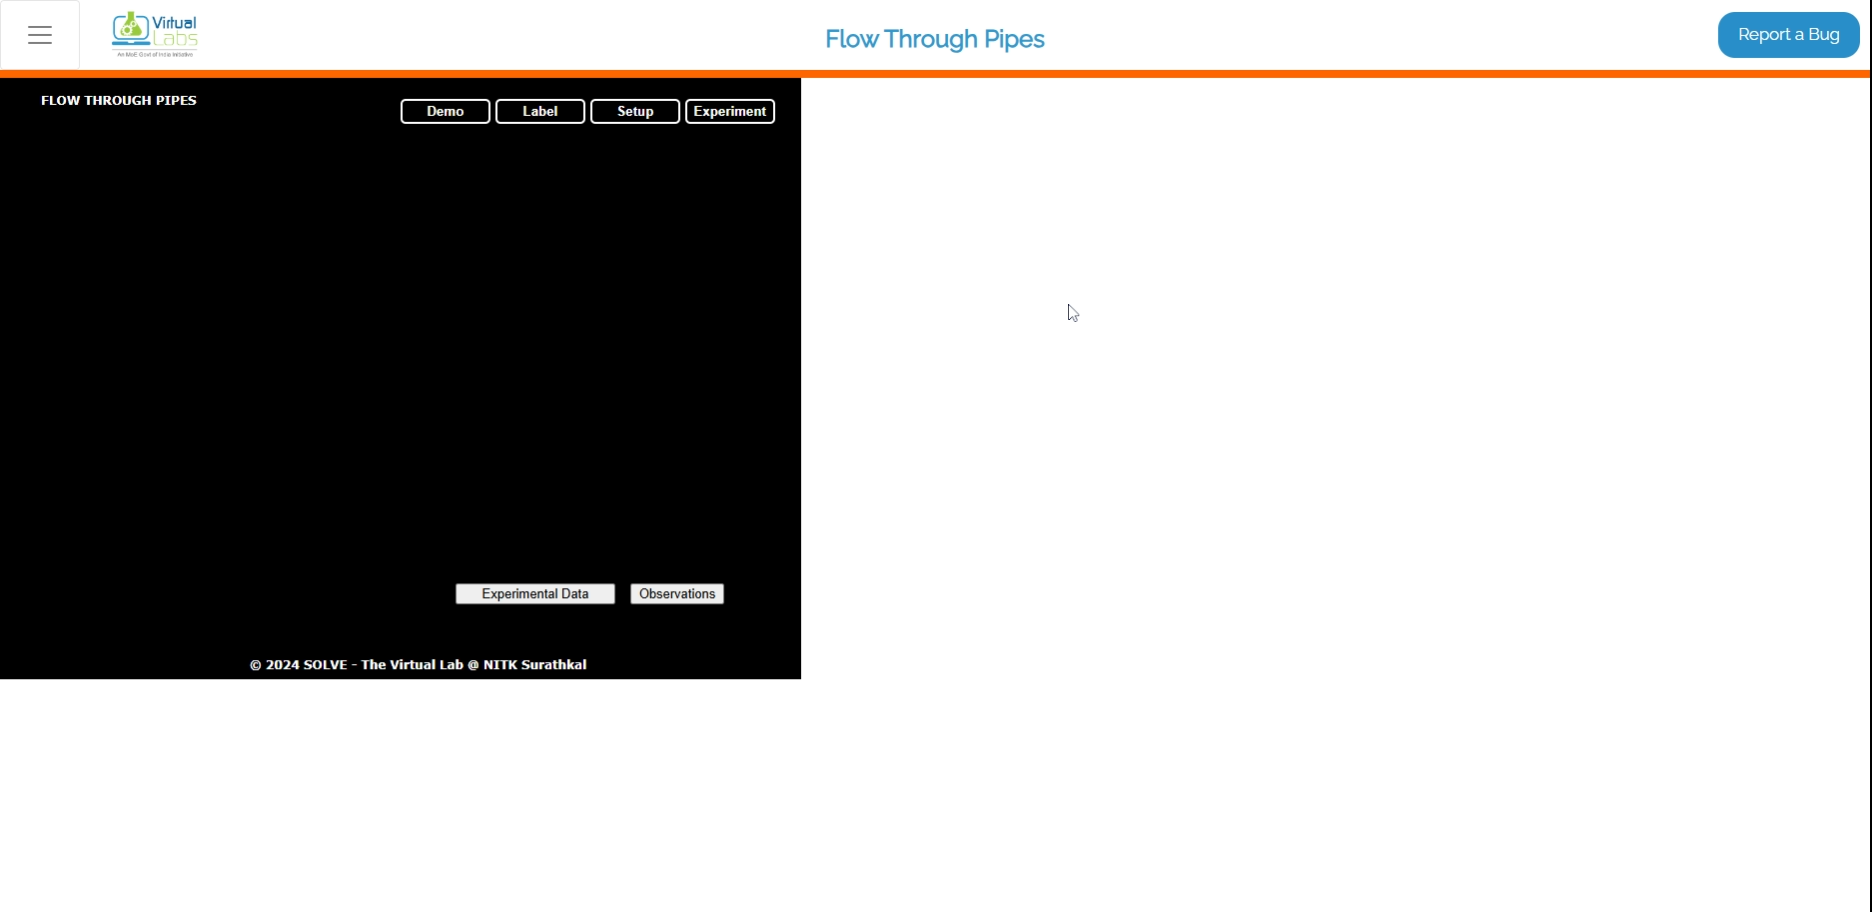 Virtual
Labs
An MoE Govt of India Initiative
Flow Through Pipes
Report a Bug
FLOW THROUGH PIPES
Demo
Label
Setup
Experiment
Experimental Data
Observations
© 2024 SOLVE - The Virtual Lab @ NITK Surathkal